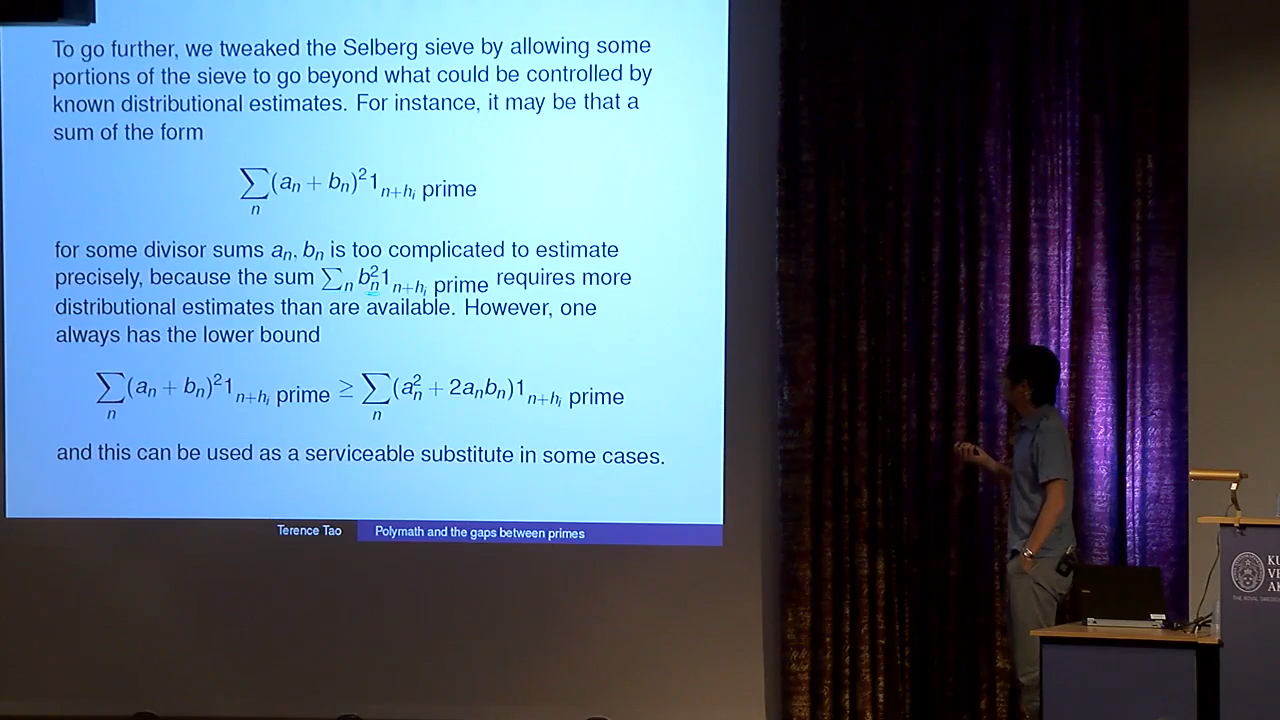 To go further, we tweaked the Selberg sieve by allowing some
portions of the sieve to go beyond what could be controlled by
known distributional estimates. For instance, it may be that a
sum of the form
∑_n (a_n + b_n)² 1_{n+h_i prime}
for some divisor sums a_n, b_n is too complicated to estimate
precisely, because the sum ∑_n b_n² 1_{n+h_i prime} requires more
distributional estimates than are available. However, one
always has the lower bound
∑_n (a_n + b_n)² 1_{n+h_i prime} ≥ ∑_n (a_n² + 2a_n b_n) 1_{n+h_i prime}
and this can be used as a serviceable substitute in some cases.
Terence Tao Polymath and the gaps between primes